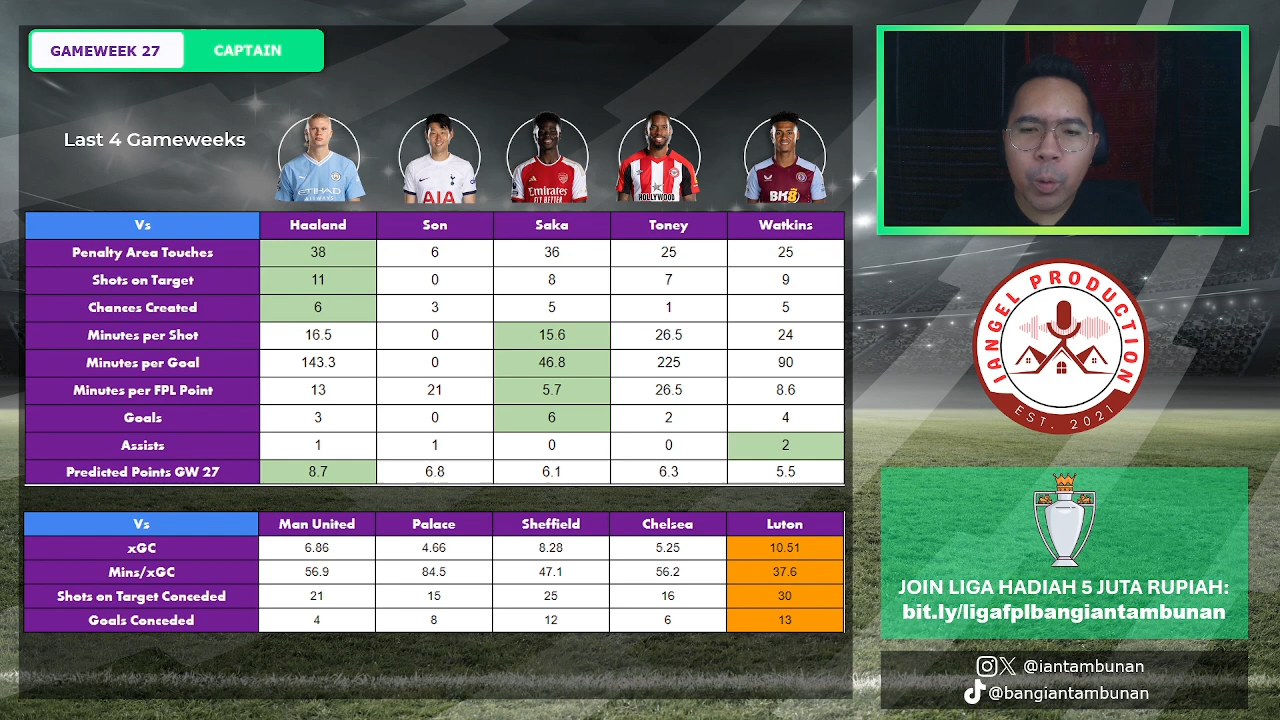 GAMEWEEK 27 CAPTAIN
Last 4 Gameweeks
ETIHAD
AIA
Emirates
FLY BETTER
HOLLYWOOD
BK8
Vs Haaland Son Saka Toney Watkins
Penalty Area Touches 38 6 36 25 25
Shots on Target 11 0 8 7 9
Chances Created 6 3 5 1 5
Minutes per Shot 16.5 0 15.6 26.5 24
Minutes per Goal 143.3 0 46.8 225 90
Minutes per FPL Point 13 21 5.7 26.5 8.6
Goals 3 0 6 2 4
Assists 1 1 0 0 2
Predicted Points GW 27 8.7 6.8 6.1 6.3 5.5
Vs Man United Palace Sheffield Chelsea Luton
xGC 6.86 4.66 8.28 5.25 10.51
Mins/xGC 56.9 84.5 47.1 56.2 37.6
Shots on Target Conceded 21 15 25 16 30
Goals Conceded 4 8 12 6 13
IANGEL PRODUCTION
EST. 2021
JOIN LIGA HADIAH 5 JUTA RUPIAH:
bit.ly/ligafplbangiantambunan
@iantambunan
@bangiantambunan